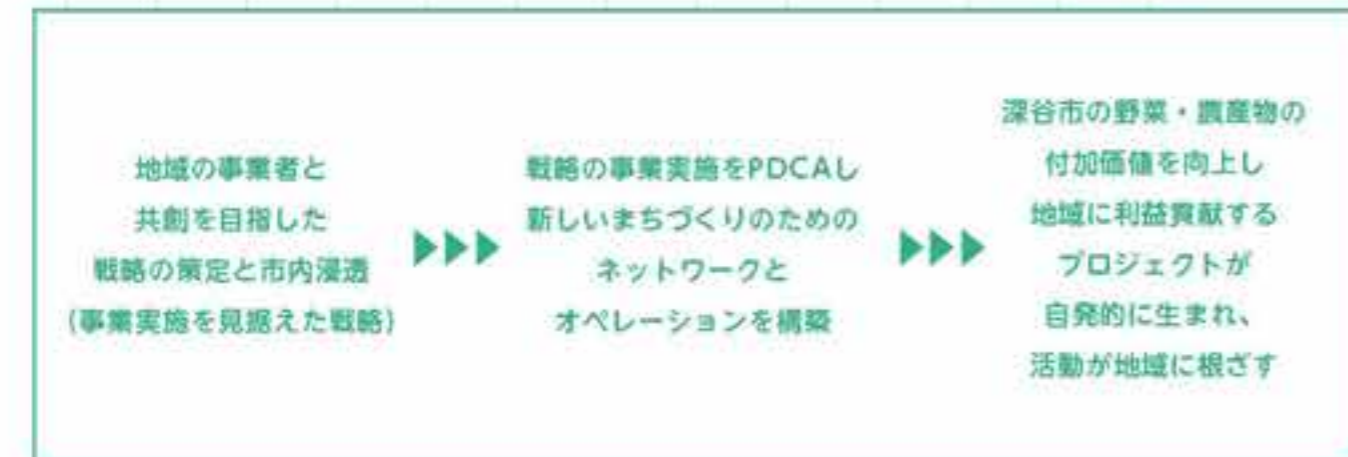 地域の事業者と
共創を目指した
戦略の策定と市内浸透
(事業実施を見据えた戦略)
戦略の事業実施をPDCAし
新しいまちづくりのための
ネットワークと
オペレーションを構築
深谷市の野菜・農産物の
付加価値を向上し
地域に利益貢献する
プロジェクトが
自発的に生まれ、
活動が地域に根ざす